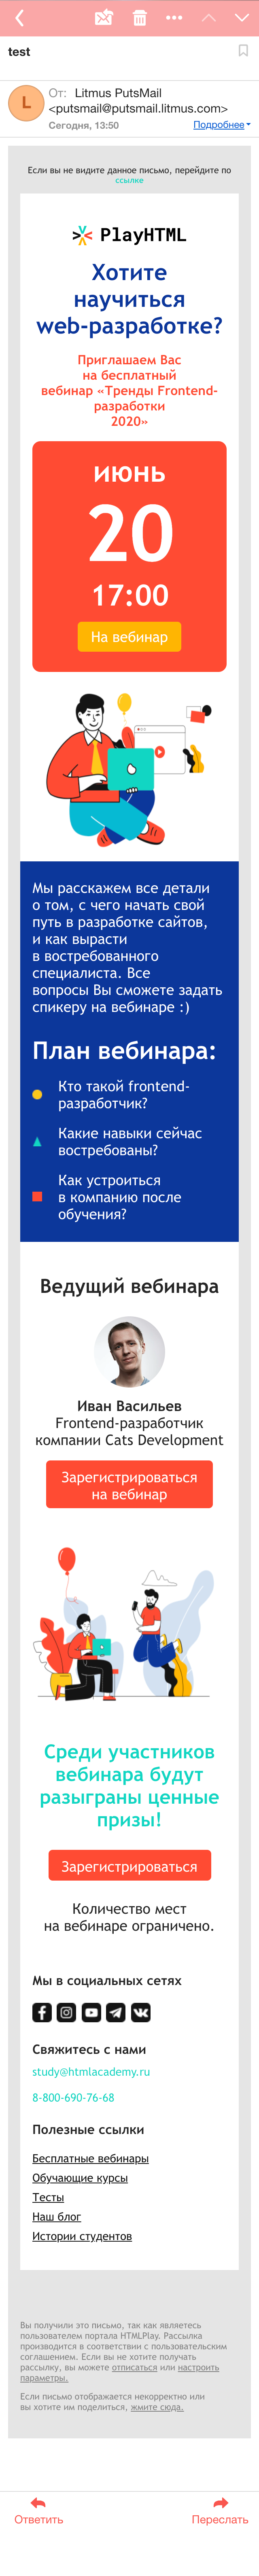 test
L
От: Litmus PutsMail
<putsmail@putsmail.litmus.com>
Сегодня, 13:50 Подробнее
Если вы не видите данное письмо, перейдите по
ссылке
PlayHTML
Хотите
научиться
web-разработке?
Приглашаем Вас
на бесплатный
вебинар «Тренды Frontend-
разработки
2020»
июнь
20
17:00
На вебинар
Мы расскажем все детали
о том, с чего начать свой
путь в разработке сайтов,
и как вырасти
в востребованного
специалиста. Все
вопросы Вы сможете задать
спикеру на вебинаре :)
План вебинара:
Кто такой frontend-
разработчик?
Какие навыки сейчас
востребованы?
Как устроиться
в компанию после
обучения?
Ведущий вебинара
Иван Васильев
Frontend-разработчик
компании Cats Development
Зарегистрироваться
на вебинар
Среди участников
вебинара будут
разыграны ценные
призы!
Зарегистрироваться
Количество мест
на вебинаре ограничено.
Мы в социальных сетях
Свяжитесь с нами
study@htmlacademy.ru
8-800-690-76-68
Полезные ссылки
Бесплатные вебинары
Обучающие курсы
Тесты
Наш блог
Истории студентов
Вы получили это письмо, так как являетесь
пользователем портала HTMLPlay. Рассылка
производится в соответствии с пользовательским
соглашением. Если вы не хотите получать
рассылку, вы можете отписаться или настроить
параметры.
Если письмо отображается некорректно или
вы хотите им поделиться, жмите сюда.
Ответить Переслать